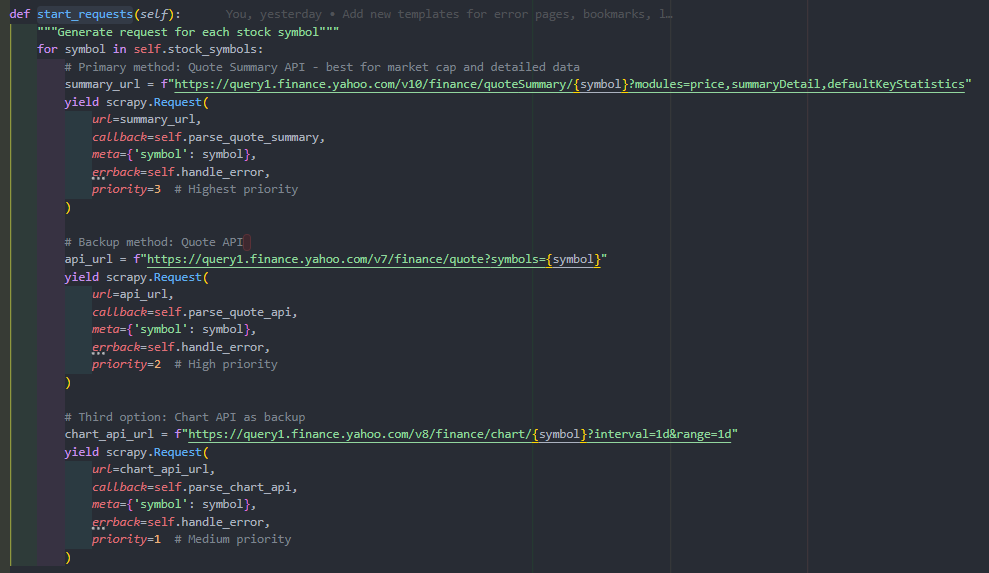 def start_requests(self): You, yesterday • Add new templates for error pages, bookmarks, l…
    """Generate request for each stock symbol"""
    for symbol in self.stock_symbols:
        # Primary method: Quote Summary API - best for market cap and detailed data
        summary_url = f"https://query1.finance.yahoo.com/v10/finance/quoteSummary/{symbol}?modules=price,summaryDetail,defaultKeyStatistics"
        yield scrapy.Request(
            url=summary_url,
            callback=self.parse_quote_summary,
            meta={'symbol': symbol},
            errback=self.handle_error,
            priority=3  # Highest priority
        )
        # Backup method: Quote API
        api_url = f"https://query1.finance.yahoo.com/v7/finance/quote?symbols={symbol}"
        yield scrapy.Request(
            url=api_url,
            callback=self.parse_quote_api,
            meta={'symbol': symbol},
            errback=self.handle_error,
            priority=2  # High priority
        )
        # Third option: Chart API as backup
        chart_api_url = f"https://query1.finance.yahoo.com/v8/finance/chart/{symbol}?interval=1d&range=1d"
        yield scrapy.Request(
            url=chart_api_url,
            callback=self.parse_chart_api,
            meta={'symbol': symbol},
            errback=self.handle_error,
            priority=1  # Medium priority
        )